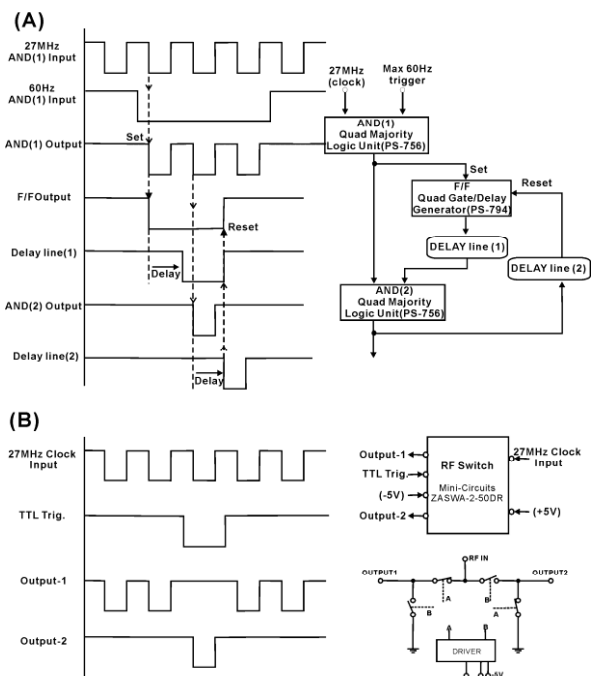 (A)
27MHz
AND(1) Input
60Hz
AND(1) Input
Set
AND(1) Output
F/FOutput
Reset
Delay line(1)
Delay
AND(2) Output
Delay line(2)
Delay
27MHz
(clock)
Max 60Hz
trigger
AND(1)
Quad Majority
Logic Unit(PS-756)
Set
F/F
Quad Gate/Delay
Generator(PS-794)
Reset
DELAY line (1)
DELAY line (2)
AND(2)
Quad Majority
Logic Unit(PS-756)
(B)
27MHz Clock
Input
TTL Trig.
Output-1
Output-2
Output-1
TTL Trig.
(-5V)
Output-2
RF Switch
Mini-Circuits
ZASWA-2-50DR
27MHz Clock
Input
(+5V)
RF IN
OUTPUT1
OUTPUT2
A
B
B
A
A
B
DRIVER
-5V